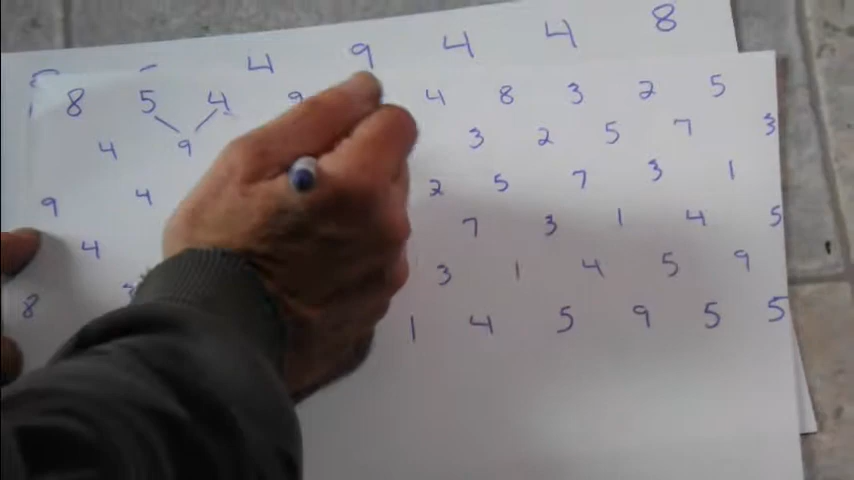 4 9 4 4 8
8 5 4 9 4 8 3 2 5
4 9 3 2 5 7 3
9 4 2 5 7 3 1
4 7 3 1 4 5
8 3 1 4 5 9
1 4 5 9 5 5